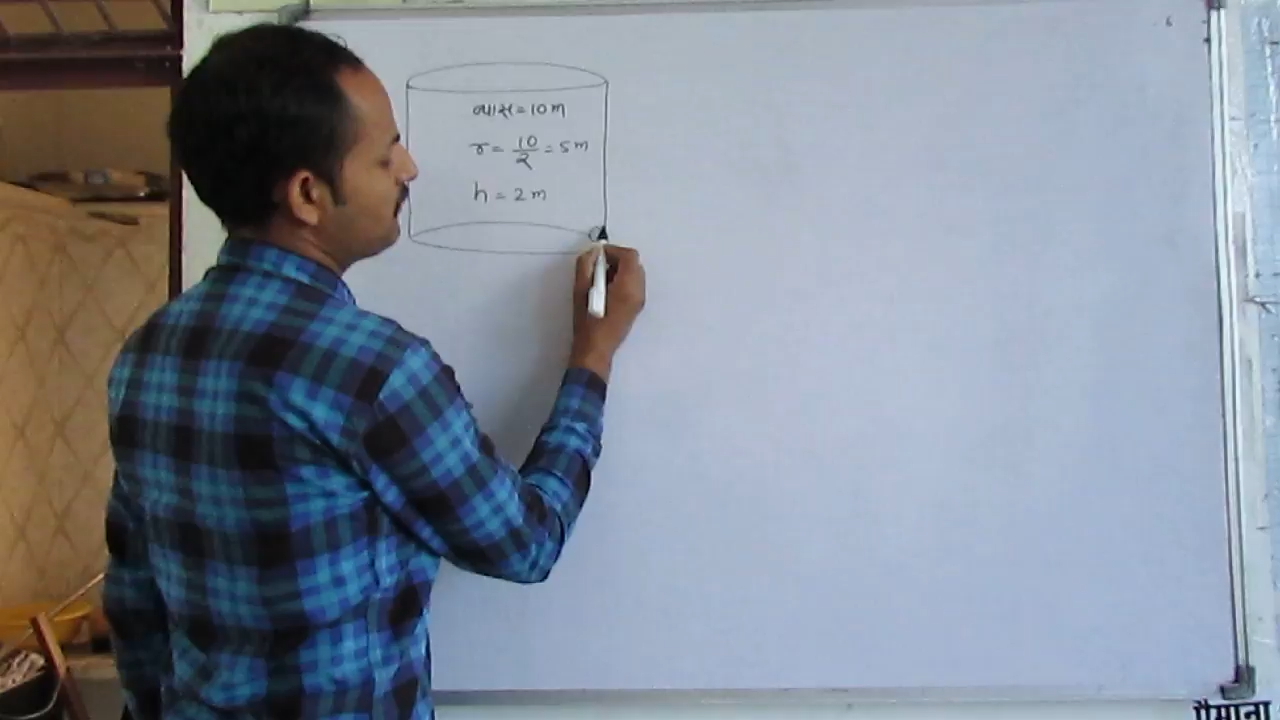 व्यास = 10 m
r = 10/2 = 5 m
h = 2 m
पैमाना